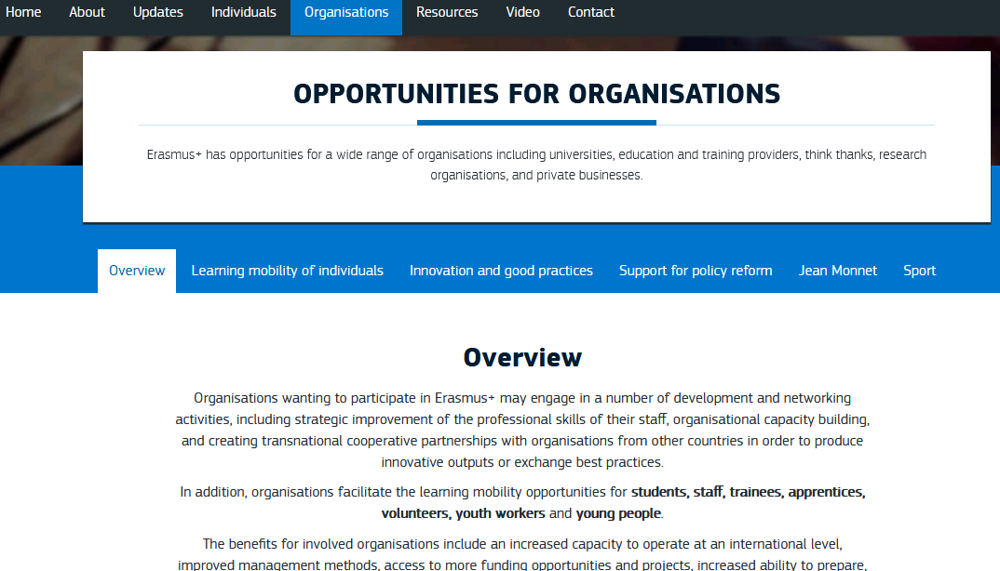 Home About Updates Individuals Organisations Resources Video Contact
OPPORTUNITIES FOR ORGANISATIONS
Erasmus+ has opportunities for a wide range of organisations including universities, education and training providers, think thanks, research
organisations, and private businesses.
Overview Learning mobility of individuals Innovation and good practices Support for policy reform Jean Monnet Sport
Overview
Organisations wanting to participate in Erasmus+ may engage in a number of development and networking
activities, including strategic improvement of the professional skills of their staff, organisational capacity building,
and creating transnational cooperative partnerships with organisations from other countries in order to produce
innovative outputs or exchange best practices.
In addition, organisations facilitate the learning mobility opportunities for students, staff, trainees, apprentices,
volunteers, youth workers and young people.
The benefits for involved organisations include an increased capacity to operate at an international level,
improved management methods, access to more funding opportunities and projects, increased ability to prepare,